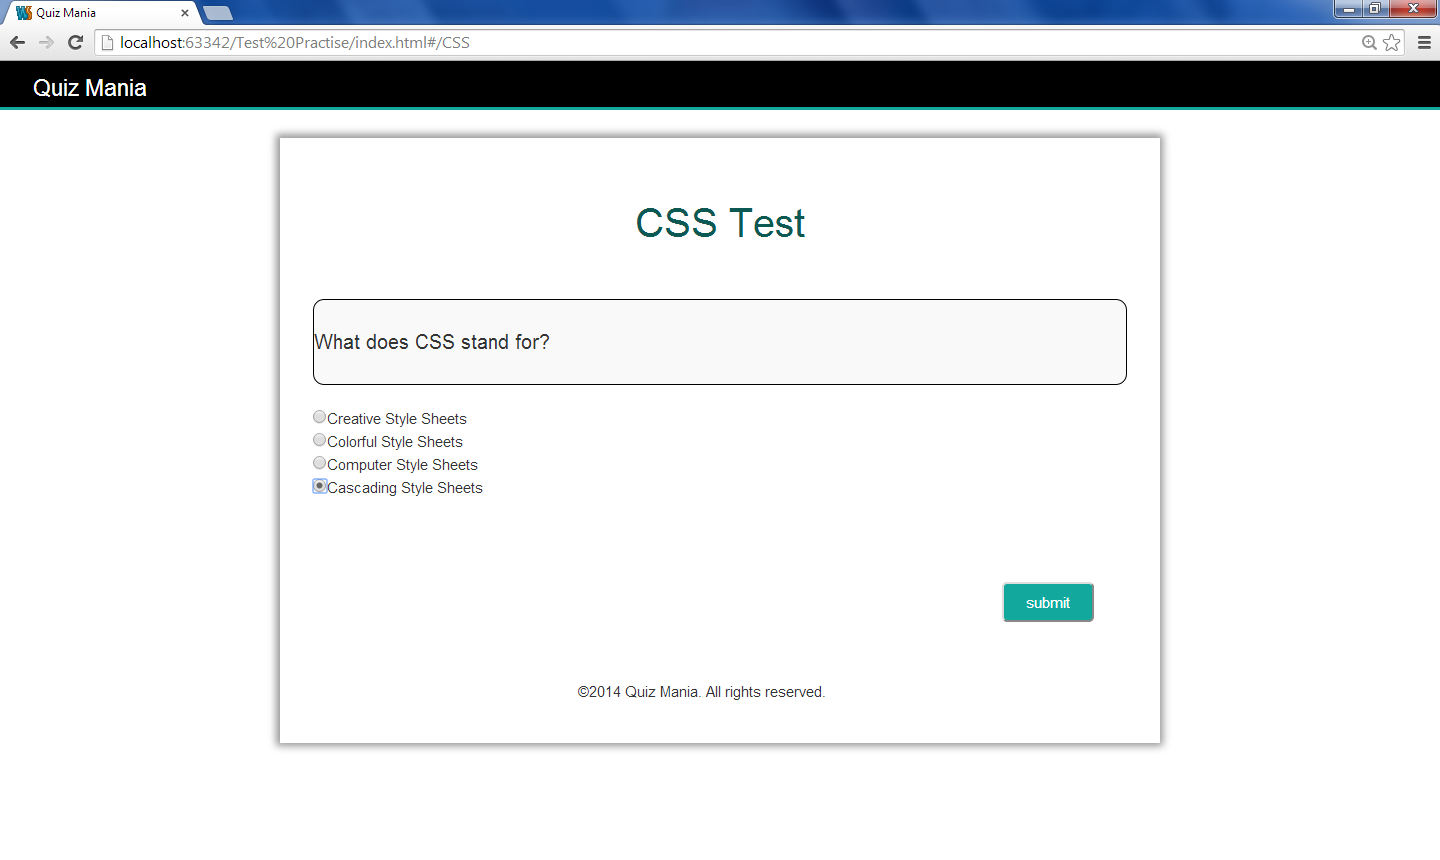 Quiz Mania
localhost:63342/Test%20Practise/index.html#/CSS
Quiz Mania
CSS Test
What does CSS stand for?
Creative Style Sheets
Colorful Style Sheets
Computer Style Sheets
Cascading Style Sheets
submit
©2014 Quiz Mania. All rights reserved.